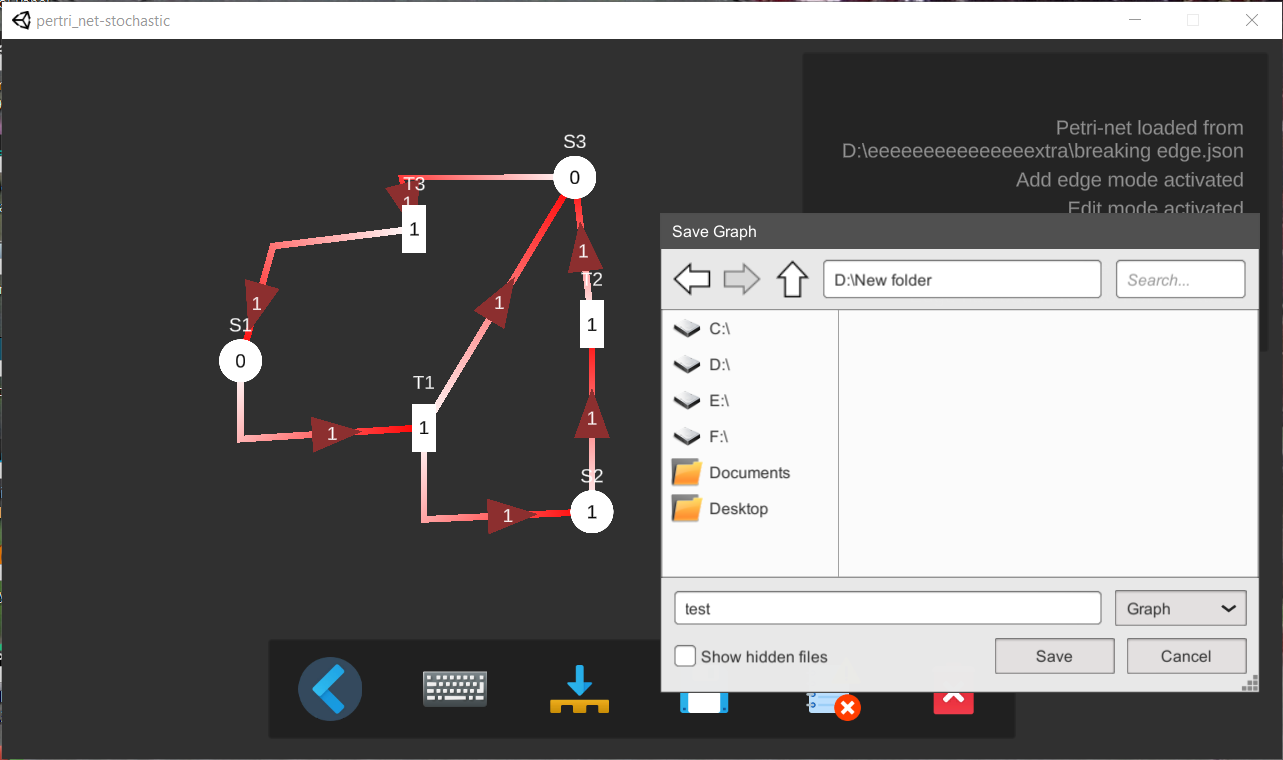 pertri_net-stochastic
Petri-net loaded from
D:\eeeeeeeeeeeeeeextra\breaking edge.json
Add edge mode activated
Edit mode activated
S3
0
T3
1
1
1
S1
0
1
T1
1
1
1
T2
1
1
S2
1
1
Save Graph
D:\New folder
Search...
C:\
D:\
E:\
F:\
Documents
Desktop
test
Graph
Show hidden files
Save
Cancel